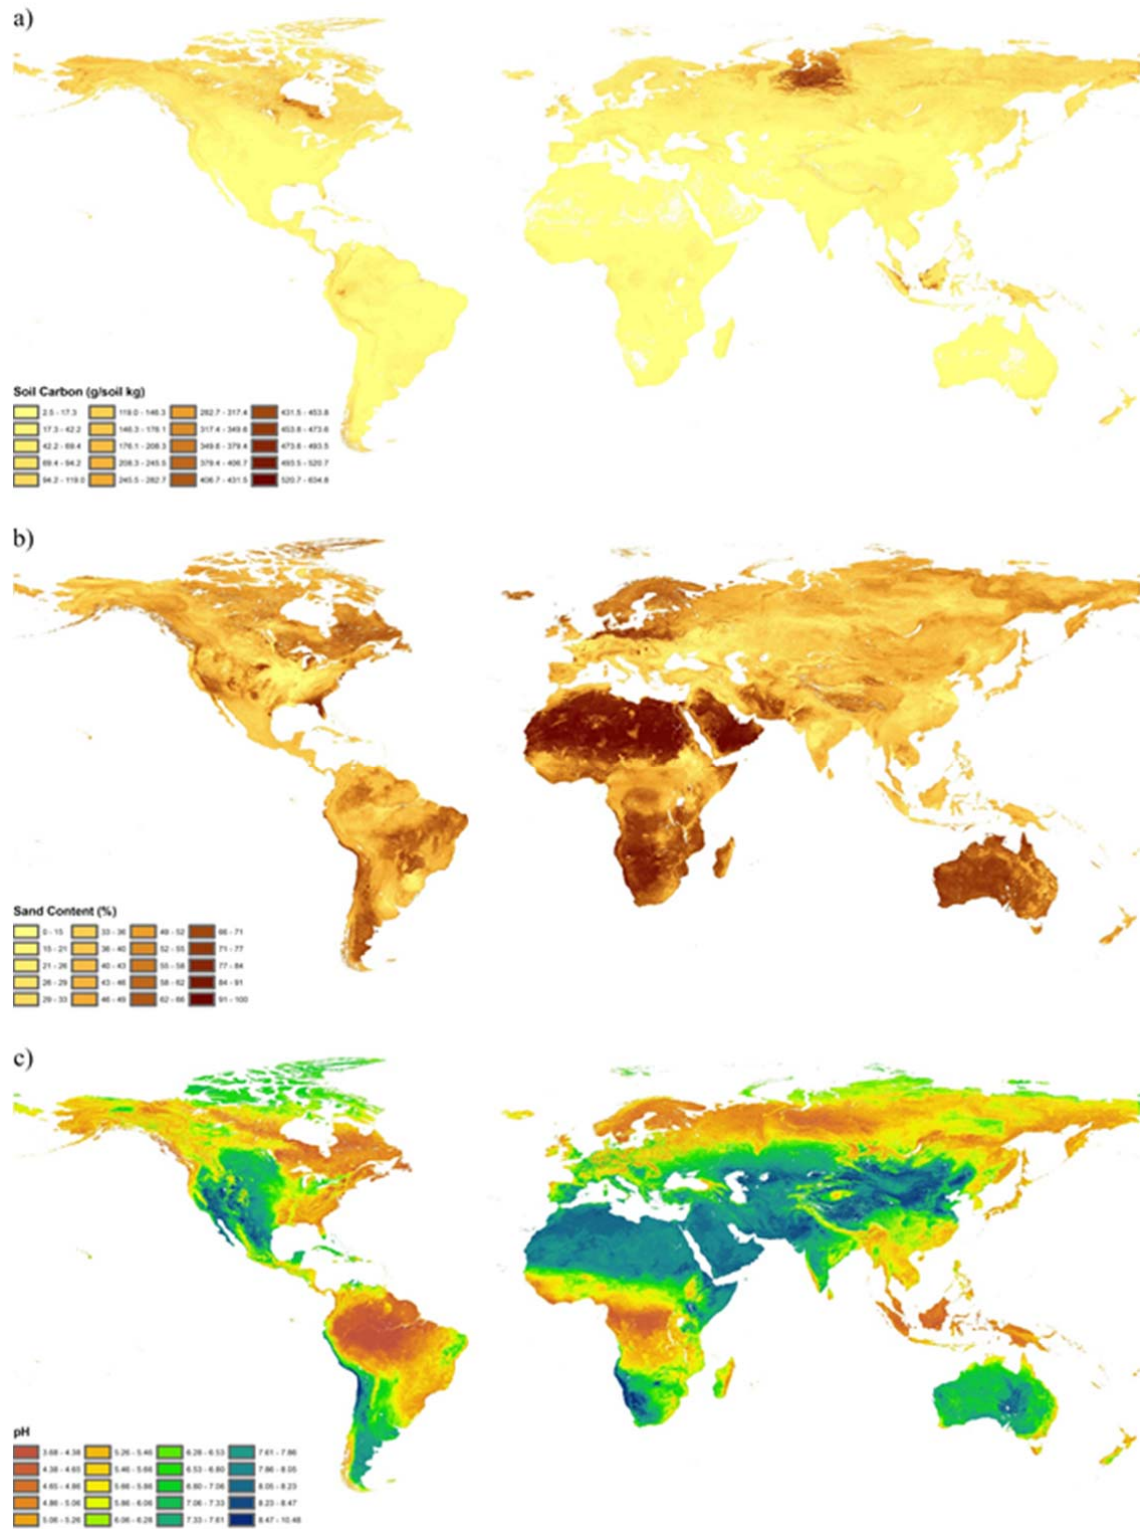 a)
Soil Carbon (g/soil kg)
2.5 - 17.3 119.0 - 146.3 282.7 - 317.4 431.5 - 453.8
17.3 - 42.2 146.3 - 176.1 317.4 - 349.6 453.8 - 473.6
42.2 - 69.4 176.1 - 208.3 349.6 - 379.4 473.6 - 493.5
69.4 - 94.2 208.3 - 245.5 379.4 - 406.7 493.5 - 520.7
94.2 - 119.0 245.5 - 282.7 406.7 - 431.5 520.7 - 634.8
b)
Sand Content (%)
0 - 15 33 - 36 49 - 52 66 - 71
15 - 21 36 - 40 52 - 55 71 - 77
21 - 26 40 - 43 55 - 58 77 - 84
26 - 29 43 - 46 58 - 62 84 - 91
29 - 33 46 - 49 62 - 66 91 - 100
c)
pH
3.68 - 4.38 5.26 - 5.46 6.28 - 6.53 7.61 - 7.86
4.38 - 4.65 5.46 - 5.66 6.53 - 6.80 7.86 - 8.05
4.65 - 4.86 5.66 - 5.86 6.80 - 7.06 8.05 - 8.23
4.86 - 5.06 5.86 - 6.06 7.06 - 7.33 8.23 - 8.47
5.06 - 5.26 6.06 - 6.28 7.33 - 7.61 8.47 - 10.46